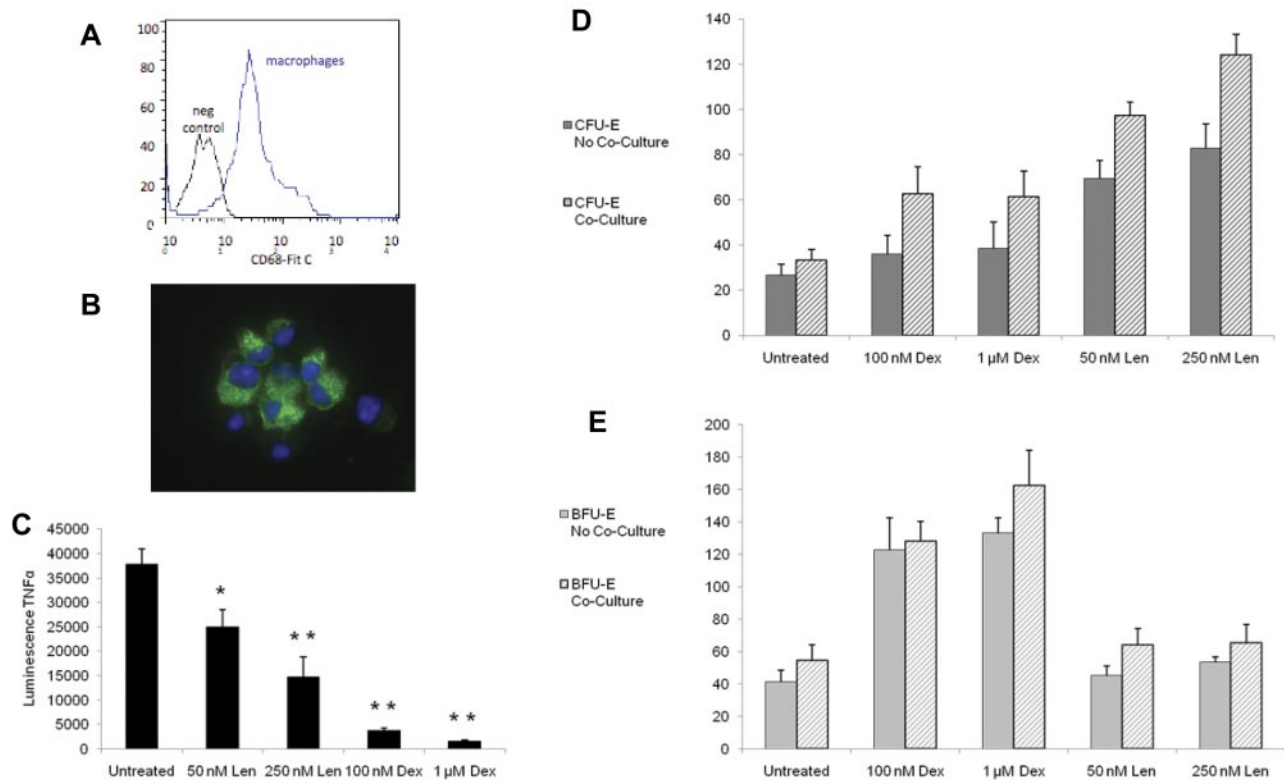 A
100
80
60
40
20
0
neg
control
macrophages
10 10 10 10 10
0 1 2 3 4
CD68-Fit C
B
C
Luminescence TNFα
45000
40000
35000
30000
25000
20000
15000
10000
5000
0
*
* *
* *
* *
Untreated 50 nM Len 250 nM Len 100 nM Dex 1 µM Dex
D
CFU-E
No Co-Culture
CFU-E
Co-Culture
140
120
100
80
60
40
20
0
Untreated 100 nM Dex 1 µM Dex 50 nM Len 250 nM Len
E
BFU-E
No Co-Culture
BFU-E
Co-Culture
200
180
160
140
120
100
80
60
40
20
0
Untreated 100 nM Dex 1 µM Dex 50 nM Len 250 nM Len